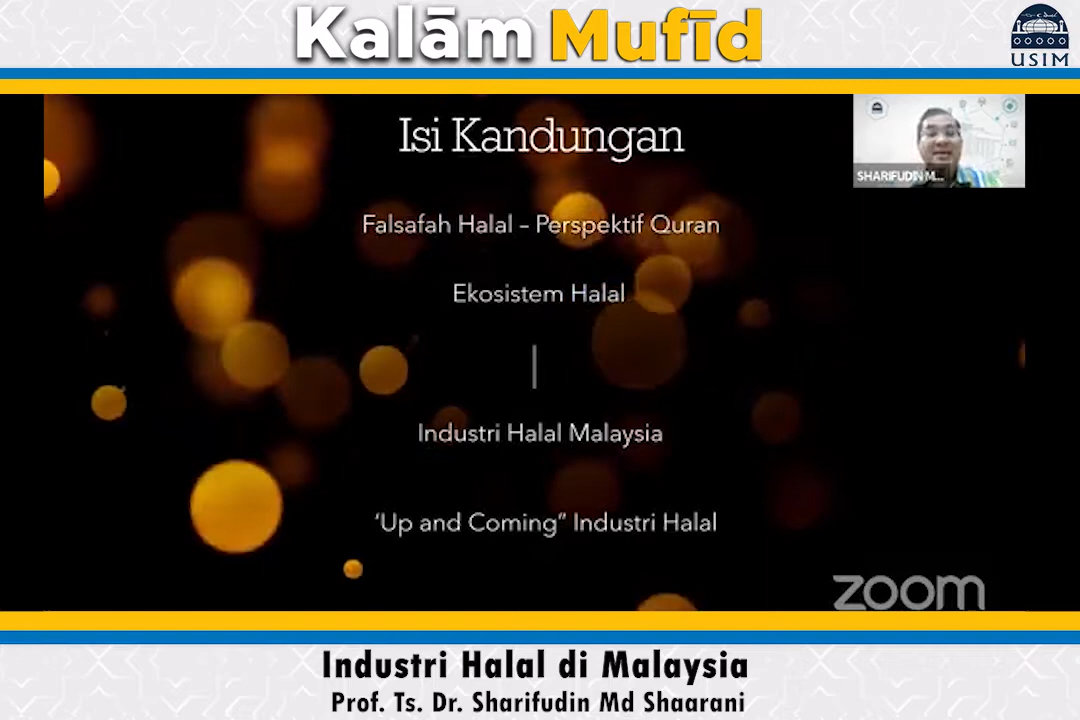 Kalām Mufīd
USIM
Isi Kandungan
SHARIFUDIN M...
Falsafah Halal – Perspektif Quran
Ekosistem Halal
Industri Halal Malaysia
‘Up and Coming” Industri Halal
zoom
Industri Halal di Malaysia
Prof. Ts. Dr. Sharifudin Md Shaarani